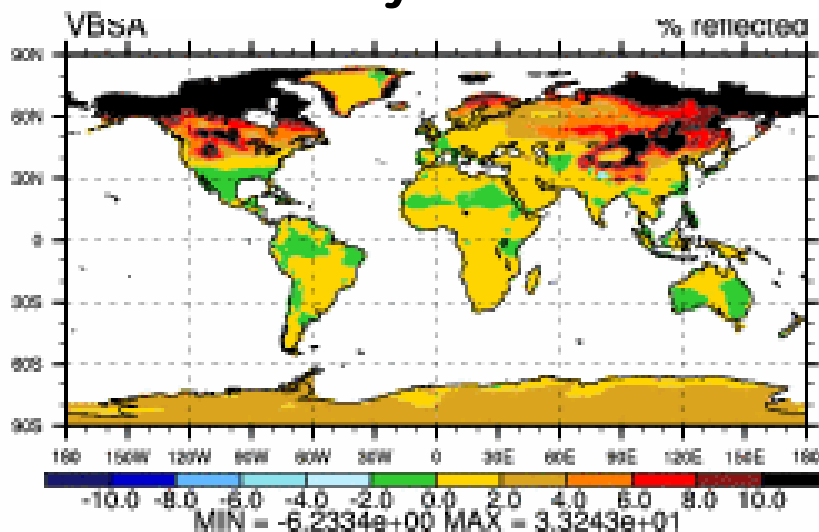 y
VBSA % reflected
90N
60N
30N
0
30S
60S
90S
180 150W 120W 90W 60W 30W 0 30E 60E 90E 120E 150E 180
-10.0 -8.0 -6.0 -4.0 -2.0 0.0 2.0 4.0 6.0 8.0 10.0
MIN = -6.2334e+00 MAX = 3.3243e+01